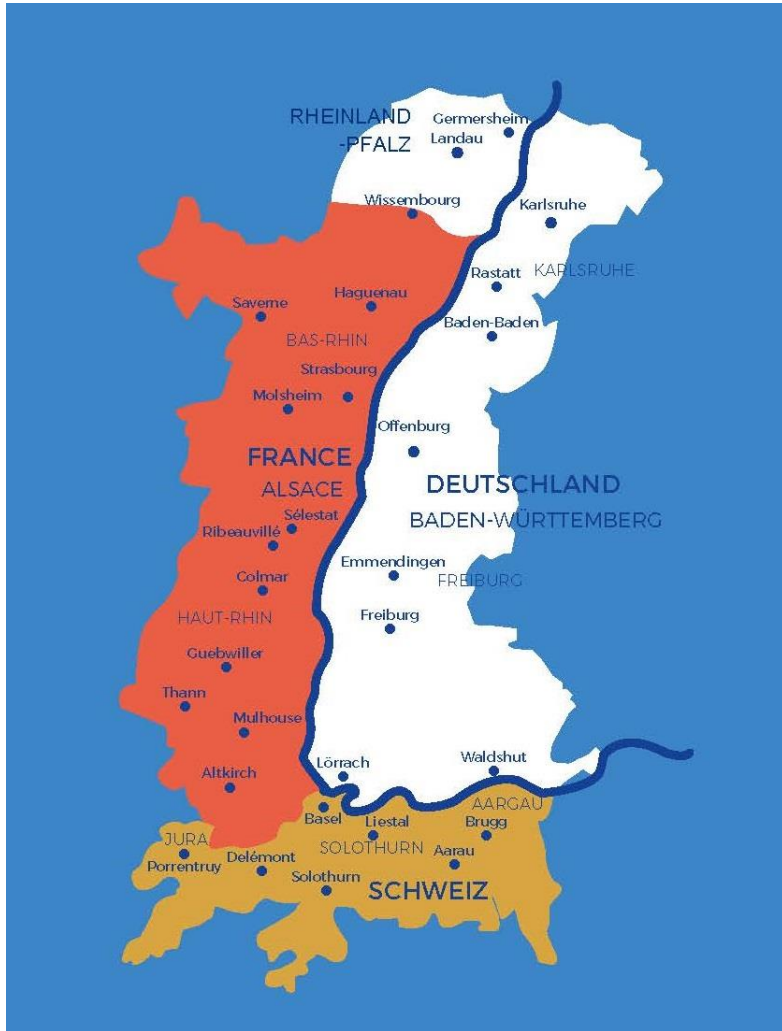 RHEINLAND
-PFALZ
Germersheim
Landau
Wissembourg
Karlsruhe
Rastatt
KARLSRUHE
Haguenau
Saverne
Baden-Baden
BAS-RHIN
Strasbourg
Molsheim
Offenburg
FRANCE
ALSACE
DEUTSCHLAND
BADEN-WÜRTTEMBERG
Sélestat
Ribeauvillé
Emmendingen
Colmar
FREIBURG
HAUT-RHIN
Freiburg
Guebwiller
Thann
Mulhouse
Altkirch
Lörrach
Waldshut
AARGAU
Basel
Liestal
Brugg
JURA
SOLOTHURN
Porrentruy
Delémont
Aarau
Solothurn
SCHWEIZ